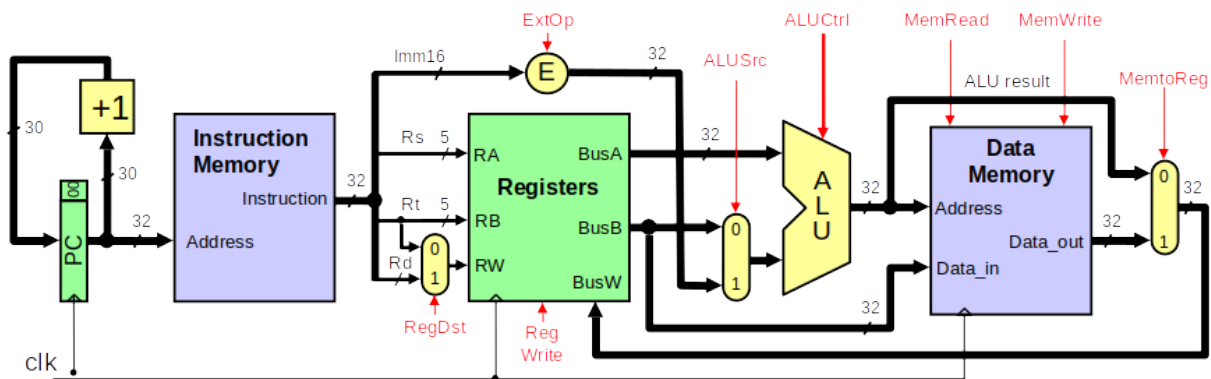 ExtOp
ALUCtrl
MemRead
MemWrite
Imm16
32
ALUSrc
ALU result
MemtoReg
E
+1
30
30
Instruction
Memory
Instruction
Address
32
00
PC
32
Rs
5
RA
BusA
32
Registers
Rt
5
RB
BusB
Rd
0
1
RW
BusW
0
1
A
L
U
32
Data
Memory
Address
Data_out
Data_in
32
0
1
32
32
RegDst
Reg
Write
clk